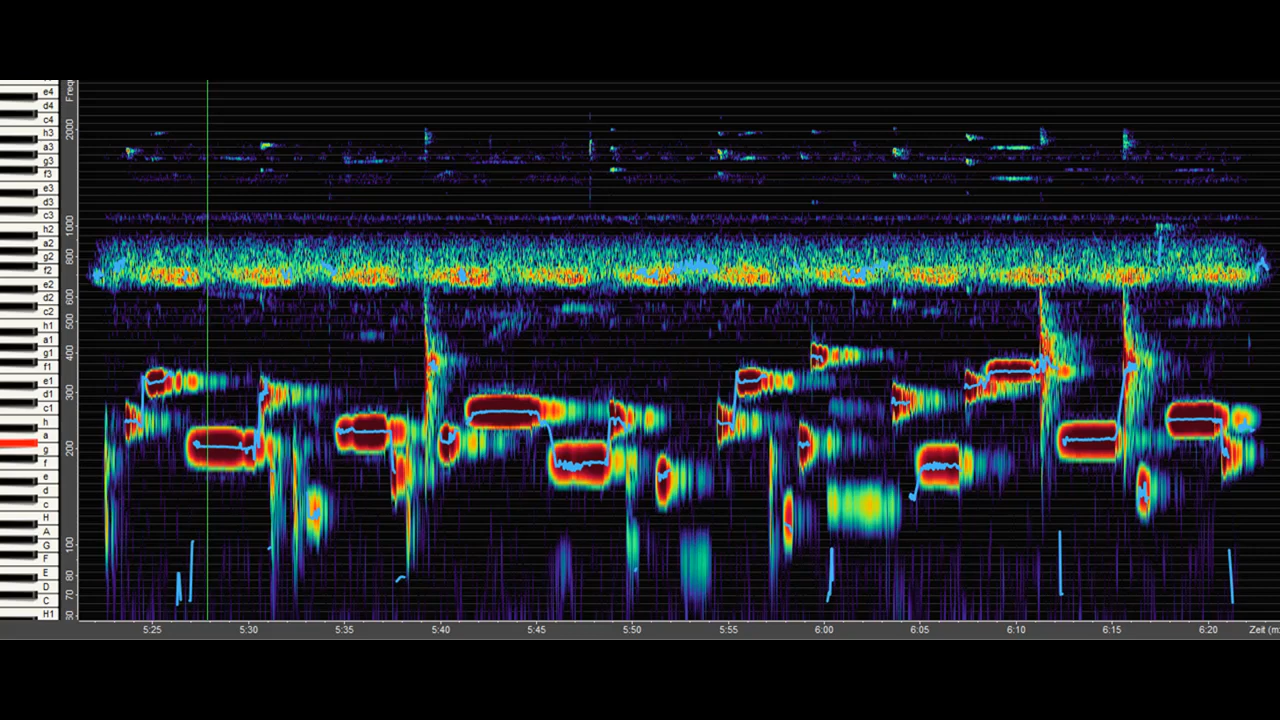 e4
d4
c4
h3
a3
g3
f3
e3
d3
c3
h2
a2
g2
f2
e2
d2
c2
h1
a1
g1
f1
e1
d1
c1
h
a
g
f
e
d
c
H
A
G
F
E
D
C
H1
Freq
2000
1000
800
600
500
400
300
200
100
80
70
5:25 5:30 5:35 5:40 5:45 5:50 5:55 6:00 6:05 6:10 6:15 6:20 Zeit (m